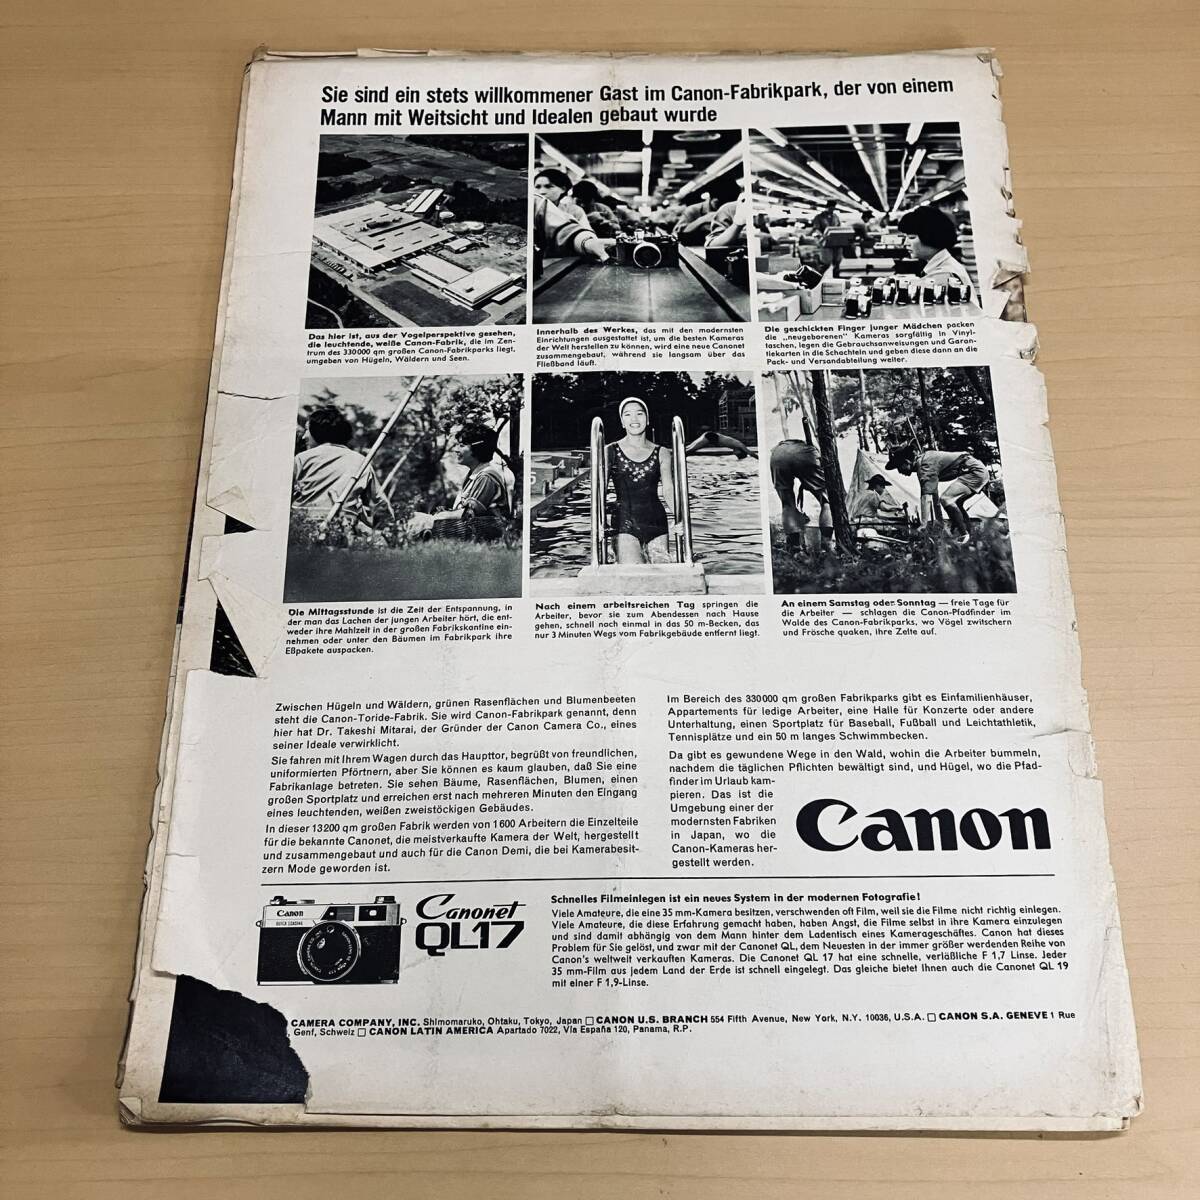 Sie sind ein stets willkommener Gast im Canon-Fabrikpark, der von einem
Mann mit Weitsicht und Idealen gebaut wurde
Das hier ist, aus der Vogelperspektive gesehen,
die leuchtende, weiße Canon-Fabrik, die im Zen-
trum des 330000 qm großen Canon-Fabrikparks liegt,
umgeben von Hügeln, Wäldern und Seen.
Innerhalb des Werkes, das mit den modernsten
Einrichtungen ausgestattet ist, um die besten Kameras
der Welt herstellen zu können, wird eine neue Canonet
zusammengebaut, während sie langsam über das
Fließband läuft.
Die geschickten Finger junger Mädchen packen
die „neugeborenen" Kameras sorgfältig in Vinyl-
taschen, legen die Gebrauchsanweisungen und Garan-
tiekarten in die Schachteln und geben diese dann an die
Pack- und Versandabteilung weiter.
Die Mittagsstunde ist die Zeit der Entspannung, in
der man das Lachen der jungen Arbeiter hört, die ent-
weder ihre Mahlzeit in der großen Fabrikskantine ein-
nehmen oder unter den Bäumen im Fabrikpark ihre
Eßpakete auspacken.
Nach einem arbeitsreichen Tag springen die
Arbeiter, bevor sie zum Abendessen nach Hause
gehen, schnell noch einmal in das 50 m-Becken, das
nur 3 Minuten Wegs vom Fabrikgebäude entfernt liegt.
An einem Samstag oder Sonntag — freie Tage für
die Arbeiter — schlagen die Canon-Pfadfinder im
Walde des Canon-Fabrikparks, wo Vögel zwitschern
und Frösche quaken, ihre Zelte auf.
Zwischen Hügeln und Wäldern, grünen Rasenflächen und Blumenbeeten
steht die Canon-Toride-Fabrik. Sie wird Canon-Fabrikpark genannt, denn
hier hat Dr. Takeshi Mitarai, der Gründer der Canon Camera Co., eines
seiner Ideale verwirklicht.
Sie fahren mit Ihrem Wagen durch das Haupttor, begrüßt von freundlichen,
uniformierten Pförtnern, aber Sie können es kaum glauben, daß Sie eine
Fabrikanlage betreten. Sie sehen Bäume, Rasenflächen, Blumen, einen
großen Sportplatz und erreichen erst nach mehreren Minuten den Eingang
eines leuchtenden, weißen zweistöckigen Gebäudes.
In dieser 13200 qm großen Fabrik werden von 1600 Arbeitern die Einzelteile
für die bekannte Canonet, die meistverkaufte Kamera der Welt, hergestellt
und zusammengebaut und auch für die Canon Demi, die bei Kamerabesit-
zern Mode geworden ist.
Im Bereich des 330000 qm großen Fabrikparks gibt es Einfamilienhäuser,
Appartements für ledige Arbeiter, eine Halle für Konzerte oder andere
Unterhaltung, einen Sportplatz für Baseball, Fußball und Leichtathletik,
Tennisplätze und ein 50 m langes Schwimmbecken.
Da gibt es gewundene Wege in den Wald, wohin die Arbeiter bummeln,
nachdem die täglichen Pflichten bewältigt sind, und Hügel, wo die Pfad-
finder im Urlaub kam-
pieren. Das ist die
Umgebung einer der
modernsten Fabriken
in Japan, wo die
Canon-Kameras her-
gestellt werden.
Canon
Canon
Canonet
QL17
Schnelles Filmeinlegen ist ein neues System in der modernen Fotografie!
Viele Amateure, die eine 35 mm-Kamera besitzen, verschwenden oft Film, weil sie die Filme nicht richtig einlegen.
Viele Amateure, die diese Erfahrung gemacht haben, haben Angst, die Filme selbst in ihre Kamera einzulegen
und sind damit abhängig von dem Mann hinter dem Ladentisch eines Kamerageschäftes. Canon hat dieses
Problem für Sie gelöst, und zwar mit der Canonet QL, dem Neuesten in der immer größer werdenden Reihe von
Canon's weltweit verkauften Kameras. Die Canonet QL 17 hat eine schnelle, verläßliche F 1,7 Linse. Jeder
35 mm-Film aus jedem Land der Erde ist schnell eingelegt. Das gleiche bietet Ihnen auch die Canonet QL 19
mit einer F 1,9-Linse.
CAMERA COMPANY, INC. Shimomaruko, Ohtaku, Tokyo, Japan □ CANON U.S. BRANCH 554 Fifth Avenue, New York, N.Y. 10036, U.S.A. □ CANON S.A. GENEVE 1 Rue
Genf, Schweiz □ CANON LATIN AMERICA Apartado 7022, Via España 120, Panama, R.P.